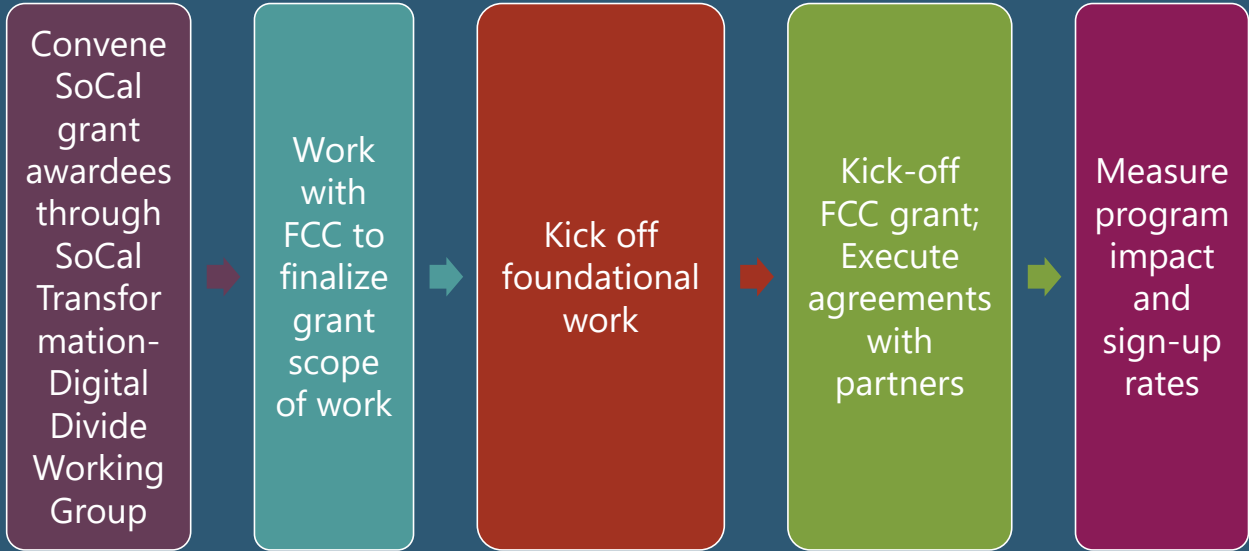 Convene
SoCal
grant
awardees
through
SoCal
Transfor
mation-
Digital
Divide
Working
Group
Work
with
FCC to
finalize
grant
scope
of work
Kick off
foundational
work
Kick-off
FCC grant;
Execute
agreements
with
partners
Measure
program
impact
and
sign-up
rates